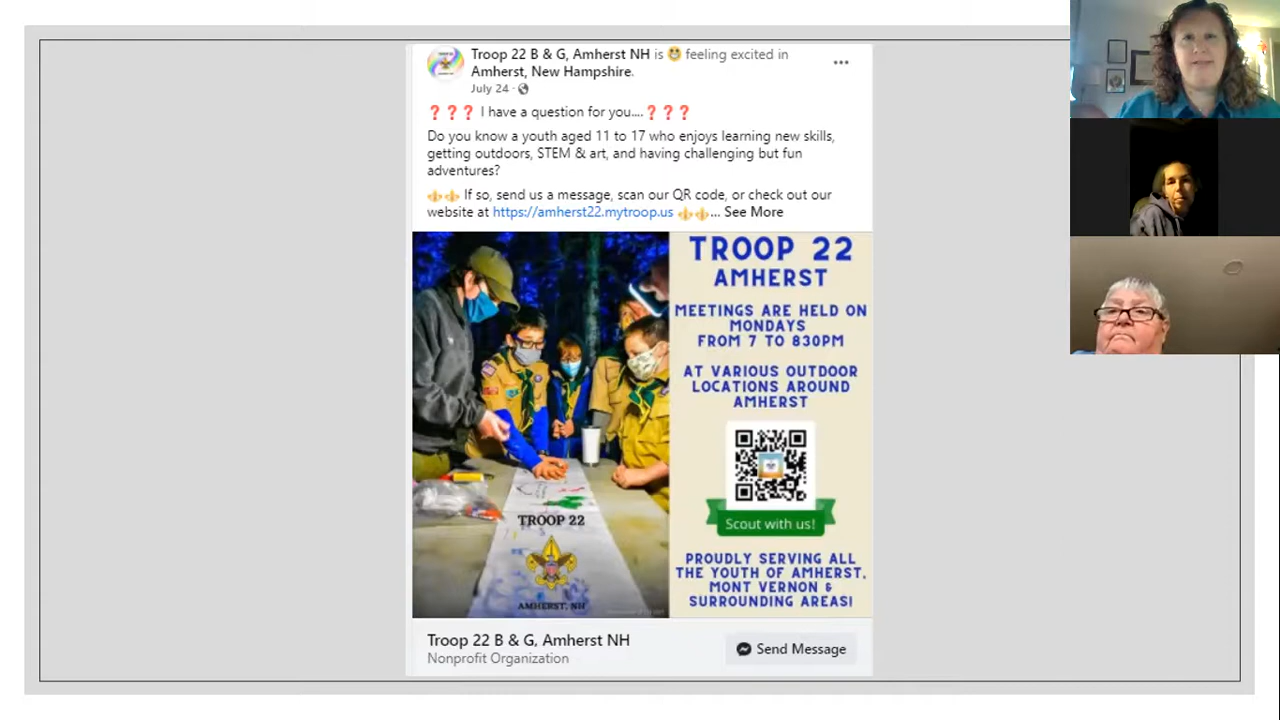 Troop 22 B & G, Amherst NH is 😀 feeling excited in
Amherst, New Hampshire.
July 24 ·
❓❓❓ I have a question for you....❓❓❓
Do you know a youth aged 11 to 17 who enjoys learning new skills,
getting outdoors, STEM & art, and having challenging but fun
adventures?
⚜️⚜️ If so, send us a message, scan our QR code, or check out our
website at https://amherst22.mytroop.us ⚜️⚜️... See More
TROOP 22
AMHERST
MEETINGS ARE HELD ON
MONDAYS
FROM 7 TO 830PM
AT VARIOUS OUTDOOR
LOCATIONS AROUND
AMHERST
Scout with us!
PROUDLY SERVING ALL
THE YOUTH OF AMHERST,
MONT VERNON &
SURROUNDING AREAS!
TROOP 22
AMHERST, NH
Troop 22 B & G, Amherst NH
Nonprofit Organization
Send Message